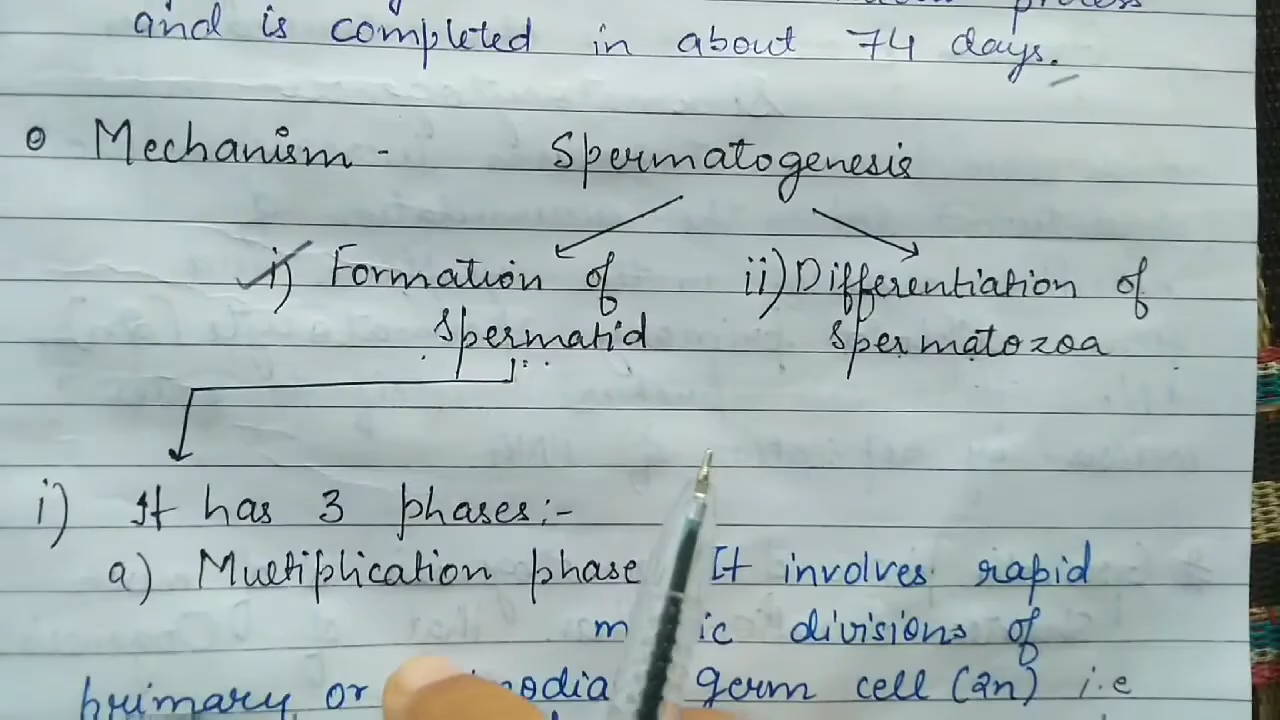 process
and is completed in about 74 days.
Mechanism - Spermatogenesis
i) Formation of spermatid
ii) Differentiation of spermatozoa
i) It has 3 phases:-
a) Multiplication phase It involves rapid
divisions of
primary or germ cell (2n) i.e